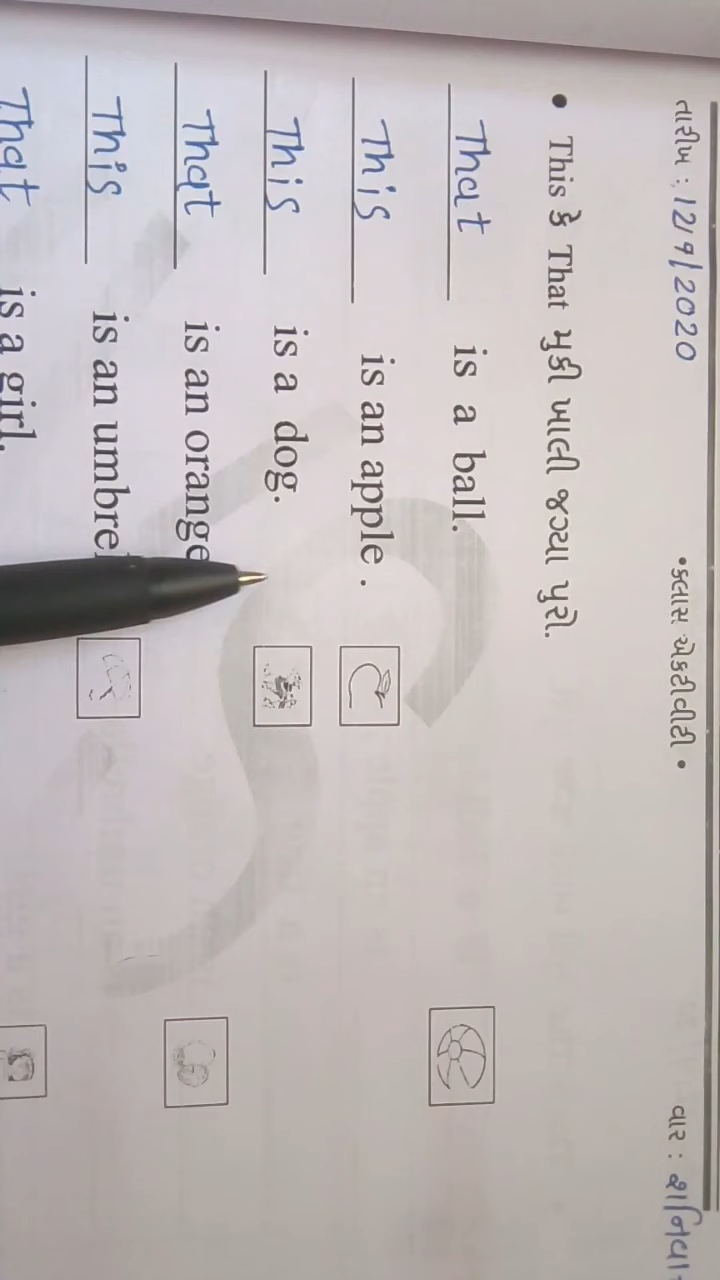 તારીખ : 12/9/2020 •ક્લાસ એક્ટીવીટી• વાર : શનિવા
• This કે That મુકી ખાલી જગ્યા પુરો.
That is a ball.
This is an apple .
This is a dog.
That is an orange
This is an umbre
That is a girl.